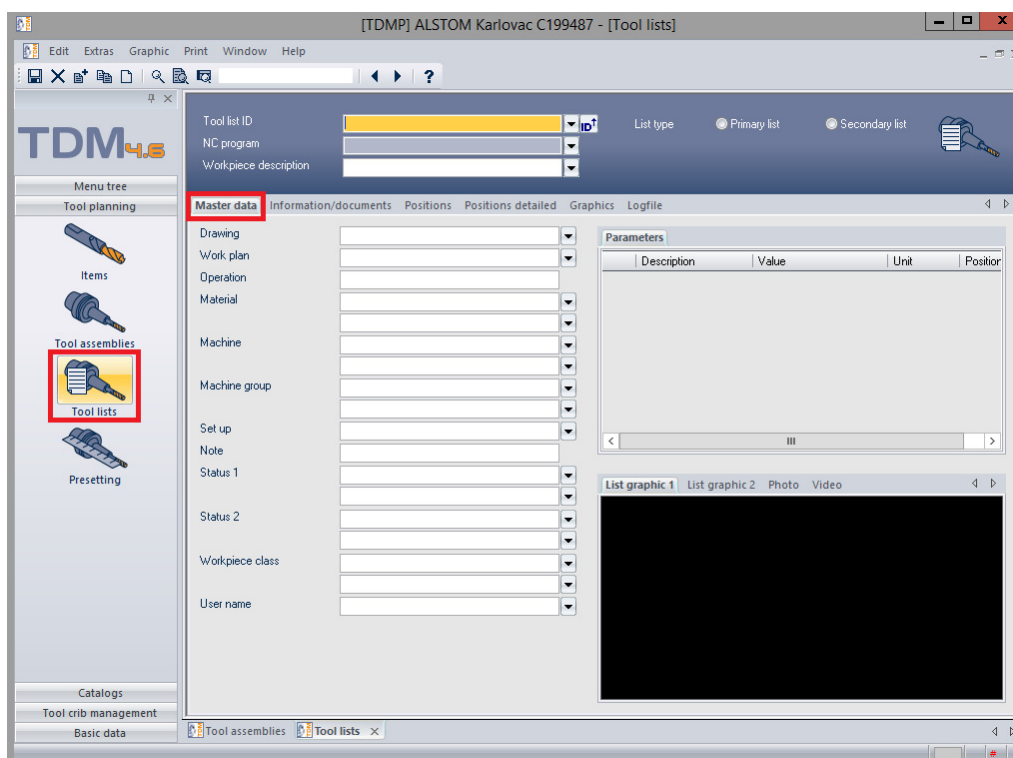 [TDMP] ALSTOM Karlovac C199487 - [Tool lists]
Edit Extras Graphic Print Window Help
TDM4.6
Menu tree
Tool planning
Items
Tool assemblies
Tool lists
Presetting
Catalogs
Tool crib management
Basic data
Tool list ID
ID
List type
Primary list
Secondary list
NC program
Workpiece description
Master data Information/documents Positions Positions detailed Graphics Logfile
Drawing
Work plan
Operation
Material
Machine
Machine group
Set up
Note
Status 1
Status 2
Workpiece class
User name
Parameters
Description Value Unit Position
List graphic 1 List graphic 2 Photo Video
Tool assemblies Tool lists
#